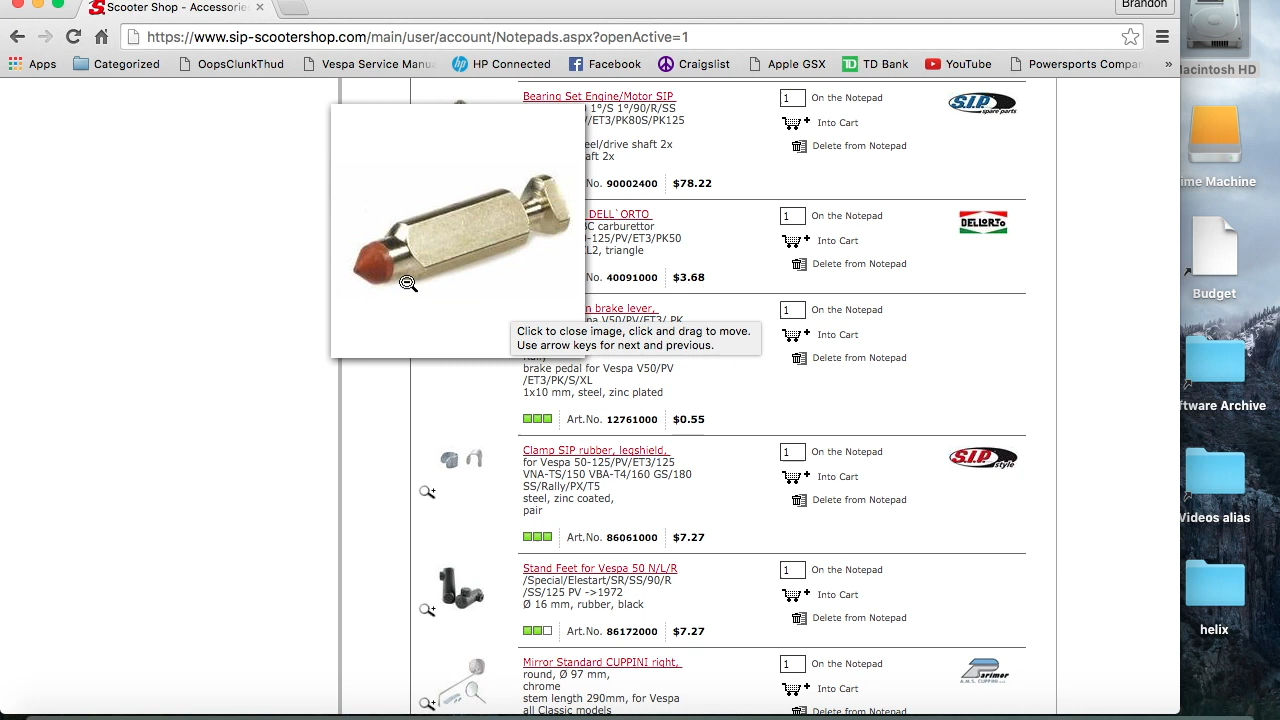 Scooter Shop - Accessories
Brandon
https://www.sip-scootershop.com/main/user/account/Notepads.aspx?openActive=1
Apps Categorized OopsClunkThud Vespa Service Manu HP Connected Facebook Craigslist Apple GSX TD Bank YouTube Powersports Compan »
Bearing Set Engine/Motor SIP
1°/S 1°/90/R/SS
/ET3/PK80S/PK125
eel/drive shaft 2x
aft 2x
No. 90002400 $78.22
1 On the Notepad
Into Cart
Delete from Notepad
S.I.P. spare parts
DELL`ORTO
C carburettor
-125/PV/ET3/PK50
L2, triangle
No. 40091000 $3.68
1 On the Notepad
Into Cart
Delete from Notepad
DELLORTO
n brake lever,
a V50/PV/ET3/ PK
brake pedal for Vespa V50/PV
/ET3/PK/S/XL
1x10 mm, steel, zinc plated
Art.No. 12761000 $0.55
1 On the Notepad
Into Cart
Delete from Notepad
Click to close image, click and drag to move.
Use arrow keys for next and previous.
Clamp SIP rubber, legshield,
for Vespa 50-125/PV/ET3/125
VNA-TS/150 VBA-T4/160 GS/180
SS/Rally/PX/T5
steel, zinc coated,
pair
Art.No. 86061000 $7.27
1 On the Notepad
Into Cart
Delete from Notepad
S.I.P. style
Stand Feet for Vespa 50 N/L/R
/Special/Elestart/SR/SS/90/R
/SS/125 PV ->1972
Ø 16 mm, rubber, black
Art.No. 86172000 $7.27
1 On the Notepad
Into Cart
Delete from Notepad
Mirror Standard CUPPINI right,
round, Ø 97 mm,
chrome
stem length 290mm, for Vespa
all Classic models
1 On the Notepad
Into Cart
Delete from Notepad
Parimor
A.M.S. CUPPINI
Macintosh HD
ime Machine
Budget
ftware Archive
Videos alias
helix